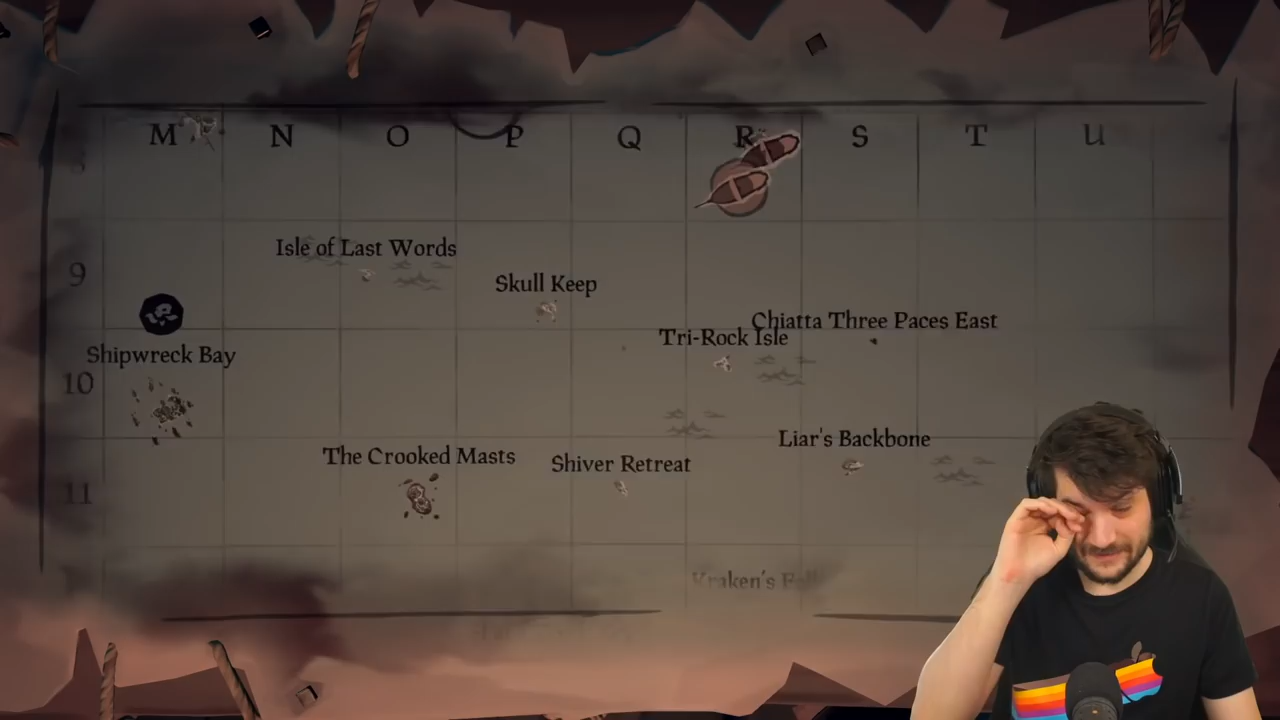 M N O P Q R S T U
Isle of Last Words
9
Skull Keep
Chiatta Three Paces East
Tri-Rock Isle
Shipwreck Bay
10
Liar's Backbone
The Crooked Masts
Shiver Retreat
11
Kraken's